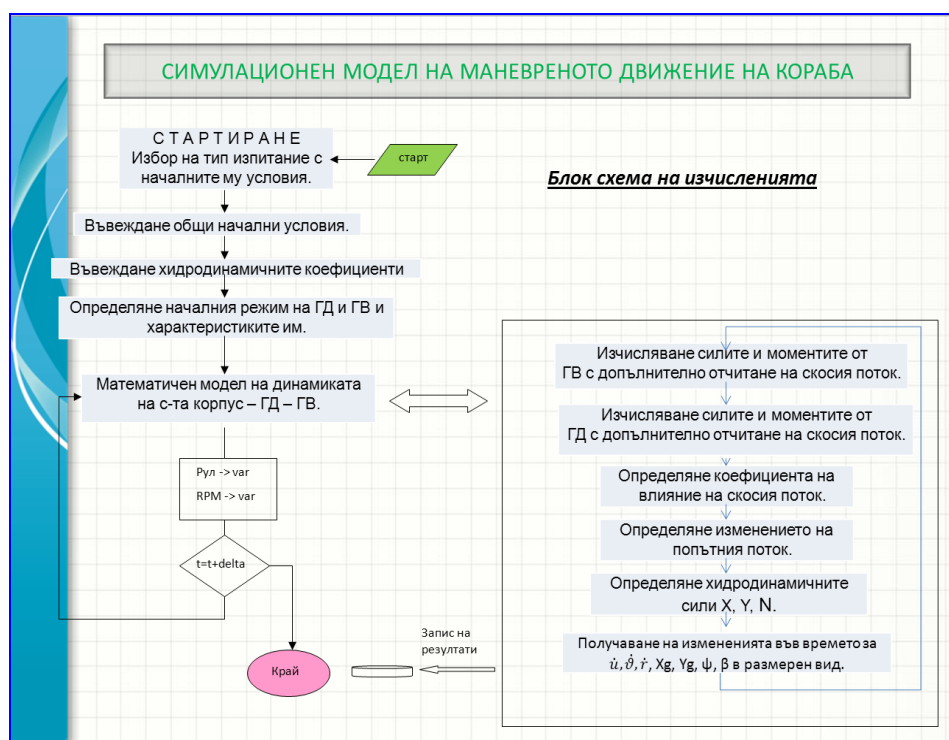 СИМУЛАЦИОНЕН МОДЕЛ НА МАНЕВРЕНОТО ДВИЖЕНИЕ НА КОРАБА
С Т А Р Т И Р А Н Е
Избор на тип изпитание с
началните му условия.
старт
Блок схема на изчисленията
Въвеждане общи начални условия.
Въвеждане хидродинамичните коефициенти
Определяне началния режим на ГД и ГВ и
характеристиките им.
Математичен модел на динамиката
на с-та корпус – ГД – ГВ.
Рул -> var
RPM -> var
t=t+delta
Край
Запис на
резултати
Изчисляване силите и моментите от
ГВ с допълнително отчитане на скосия поток.
Изчисляване силите и моментите от
ГД с допълнително отчитане на скосия поток.
Определяне коефициента на
влияние на скосия поток.
Определяне изменението на
попътния поток.
Определяне хидродинамичните
сили X, Y, N.
Получаване на измененията във времето за
u̇, ϑ̇, ṙ, Xg, Yg, ψ, β в размерен вид.